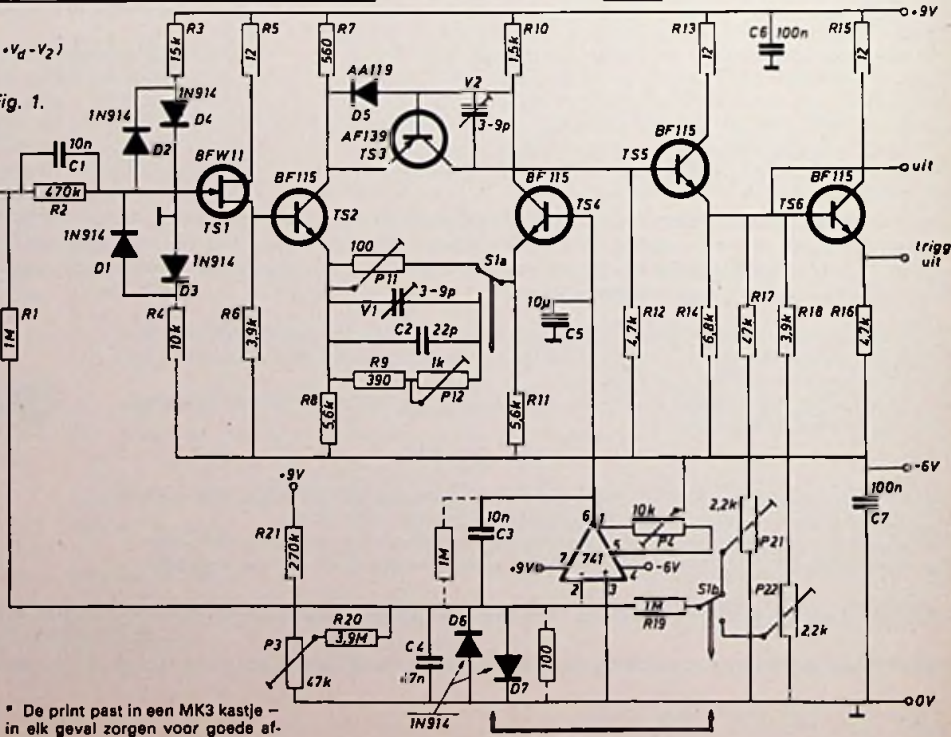 +V_d-V_2)
Fig. 1.
R3
15k
R5
12
R7
560
R10
1,5k
R13
12
C6 100n
R15
12
+9V
1N914
D4
1N914
D2
10n
C1
470k
R2
AA119
D5
V2
3-9p
AF139
TS3
BFW11
TS1
BF115
TS2
BF115
TS4
BF115
TS5
BF115
TS6
uit
trigg
uit
1N914
D1
1N914
D3
R1
1M
R4
10k
R6
3,9k
100
P11
S1a
3-9p
V1
C2 22p
R9
390
1k
P12
R8
5,6k
R11
5,6k
10µ
C5
R12
4,7k
R14
6,8k
R17
47k
R18
3,9k
R16
4,7k
-6V
100n
C7
+9V
R21
270k
1M
10n
C3
6
1
7
741
5
4
2
3
+9V
-6V
10k
P4
2,2k
P21
P22
2,2k
S1b
1M
R19
P3
47k
R20
3,9M
C4
47n
D6
D7
100
1N914
0V
* De print past in een MK3 kastje –
in elk geval zorgen voor goede af-